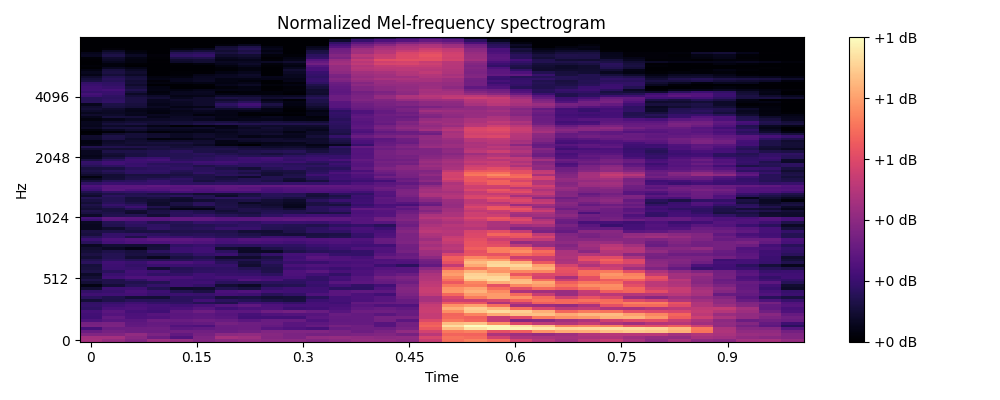 Normalized Mel-frequency spectrogram
+1 dB
4096
+1 dB
2048
+1 dB
Hz
1024
+0 dB
512
+0 dB
0
+0 dB
0 0.15 0.3 0.45 0.6 0.75 0.9
Time